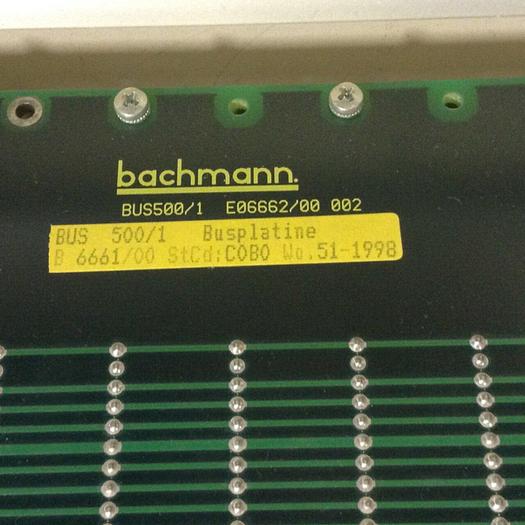 bachmann.
BUS500/1 E06662/00 002
BUS 500/1 Busplatine
B 6661/00 StCd:COBO Wo.51-1998